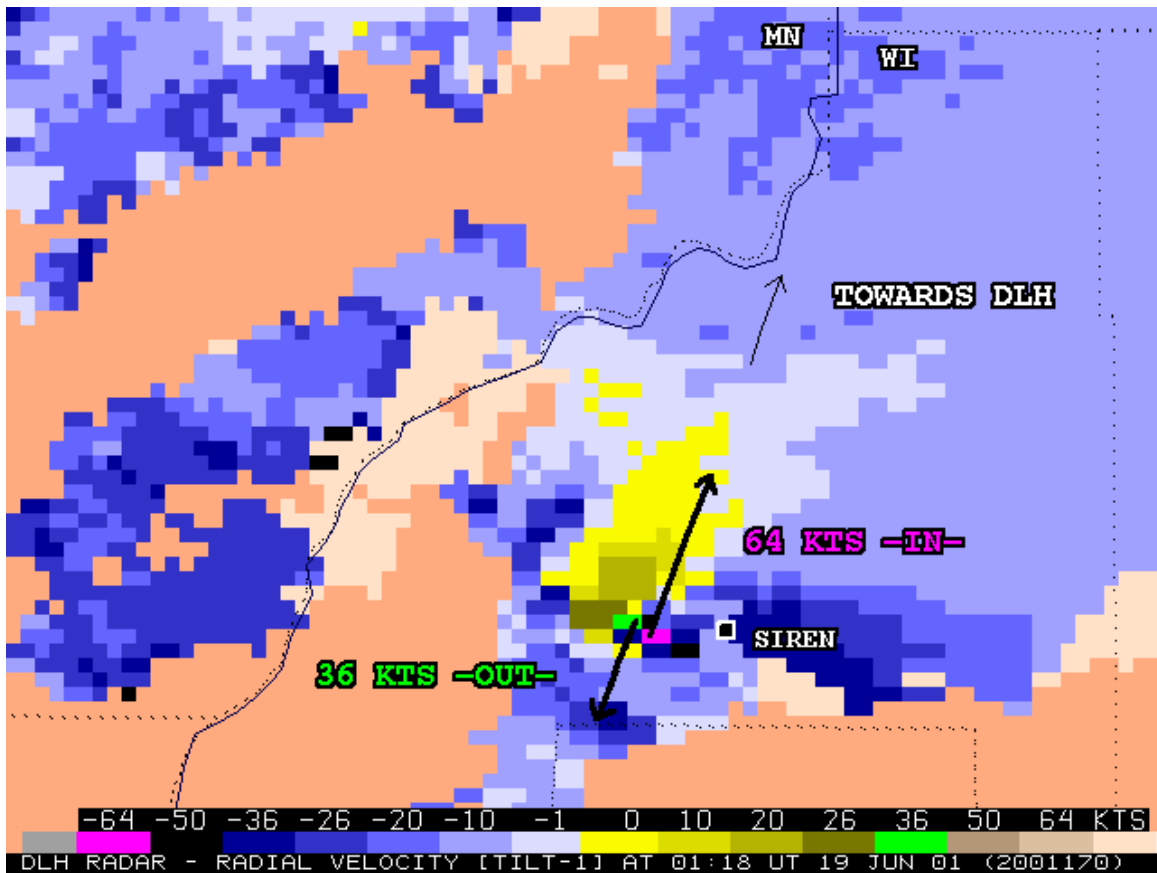 MN
WI
TOWARDS DLH
64 KTS -IN-
SIREN
36 KTS -OUT-
-64 -50 -36 -26 -20 -10 -1 0 10 20 26 36 50 64 KTS
DLH RADAR - RADIAL VELOCITY [TILT-1] AT 01:18 UT 19 JUN 01 (2001170)